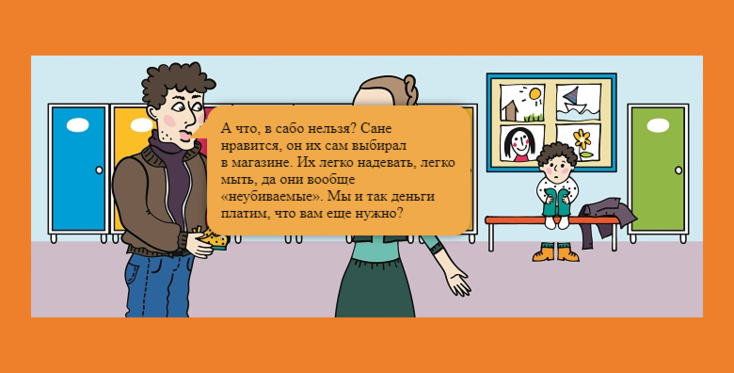 А что, в сабо нельзя? Сане
нравится, он их сам выбирал
в магазине. Их легко надевать, легко
мыть, да они вообще
«неубиваемые». Мы и так деньги
платим, что вам еще нужно?